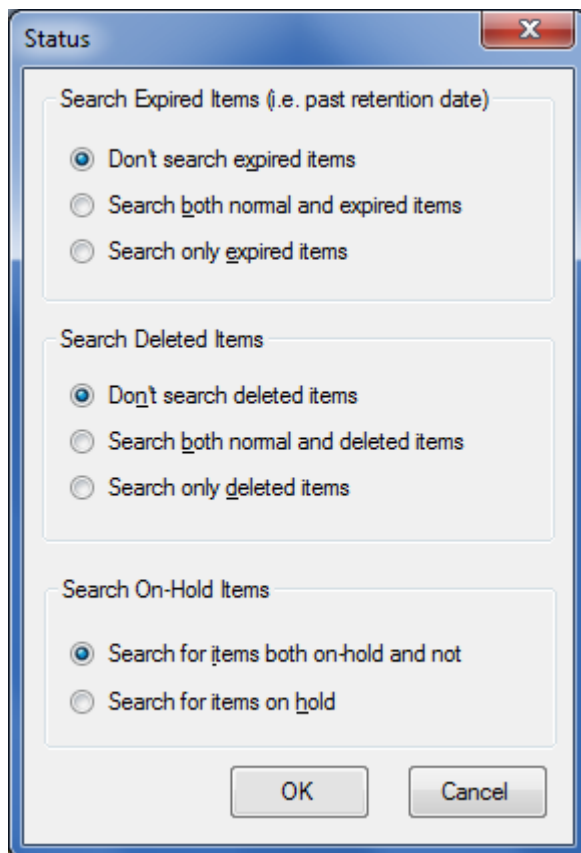 Status
Search Expired Items (i.e. past retention date)
Don't search expired items
Search both normal and expired items
Search only expired items
Search Deleted Items
Don't search deleted items
Search both normal and deleted items
Search only deleted items
Search On-Hold Items
Search for items both on-hold and not
Search for items on hold
OK Cancel